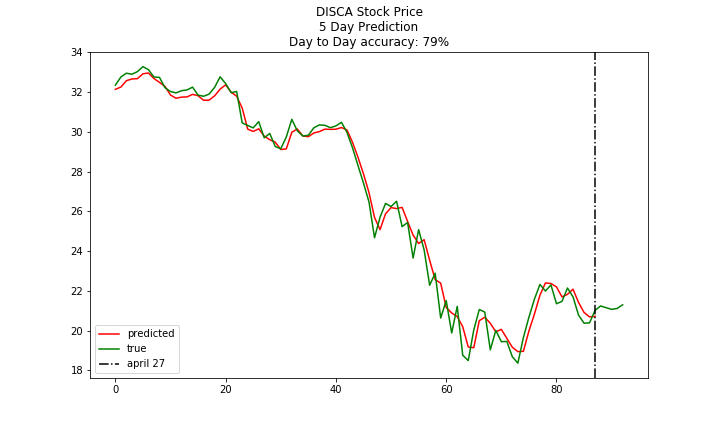 DISCA Stock Price
5 Day Prediction
Day to Day accuracy: 79%
34
32
30
28
26
24
22
20
18
predicted
true
april 27
0 20 40 60 80